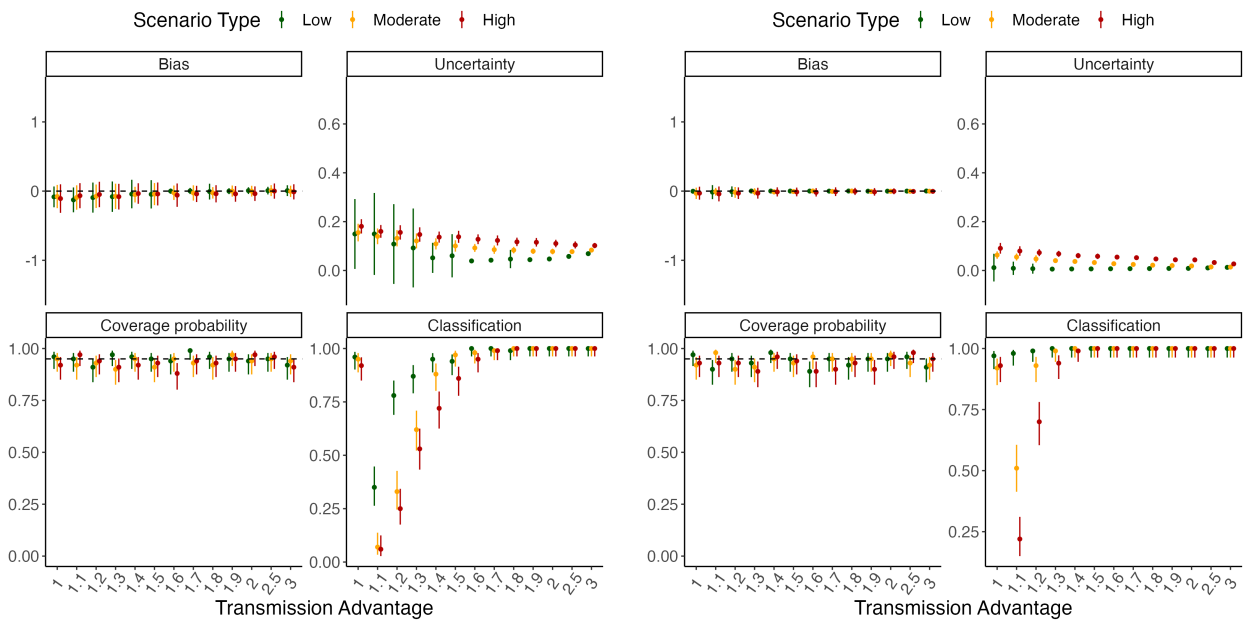 Scenario Type Low Moderate High
Bias Uncertainty
1
0
-1
0.6
0.4
0.2
0.0
Coverage probability Classification
1.00
0.75
0.50
0.25
0.00
1.00
0.75
0.50
0.25
0.00
1 1.1 1.2 1.3 1.4 1.5 1.6 1.7 1.8 1.9 2 2.5 3
1 1.1 1.2 1.3 1.4 1.5 1.6 1.7 1.8 1.9 2 2.5 3
Transmission Advantage
Scenario Type Low Moderate High
Bias Uncertainty
1
0
-1
0.6
0.4
0.2
0.0
Coverage probability Classification
1.00
0.75
0.50
0.25
0.00
1.00
0.75
0.50
0.25
1 1.1 1.2 1.3 1.4 1.5 1.6 1.7 1.8 1.9 2 2.5 3
1 1.1 1.2 1.3 1.4 1.5 1.6 1.7 1.8 1.9 2 2.5 3
Transmission Advantage